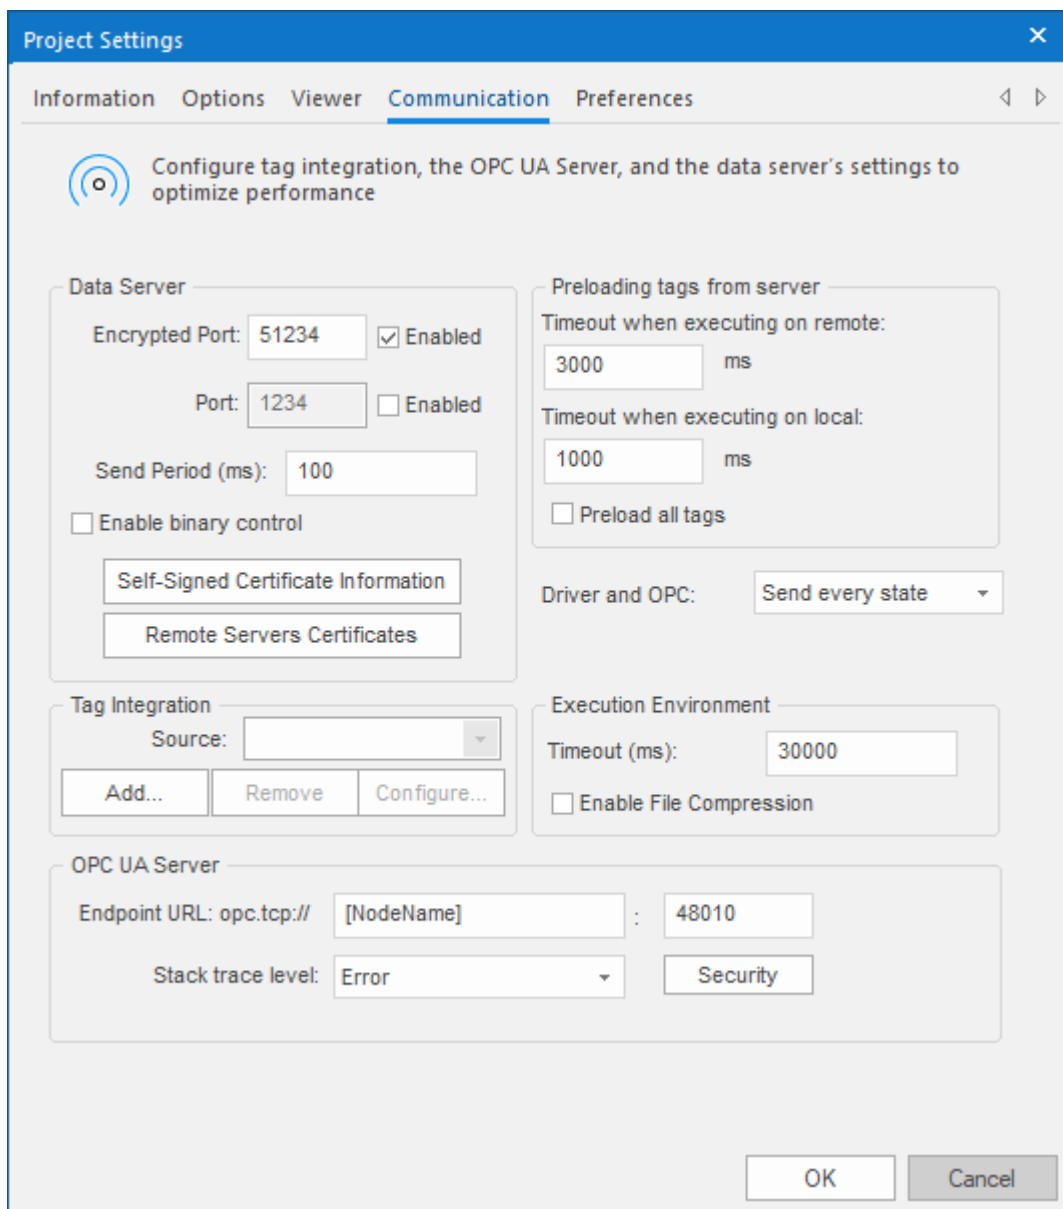 Project Settings
Information Options Viewer Communication Preferences
Configure tag integration, the OPC UA Server, and the data server's settings to
optimize performance
Data Server
Encrypted Port: 51234 Enabled
Port: 1234 Enabled
Send Period (ms): 100
Enable binary control
Self-Signed Certificate Information
Remote Servers Certificates
Preloading tags from server
Timeout when executing on remote:
3000 ms
Timeout when executing on local:
1000 ms
Preload all tags
Driver and OPC: Send every state
Tag Integration
Source:
Add... Remove Configure...
Execution Environment
Timeout (ms): 30000
Enable File Compression
OPC UA Server
Endpoint URL: opc.tcp:// [NodeName] : 48010
Stack trace level: Error Security
OK Cancel